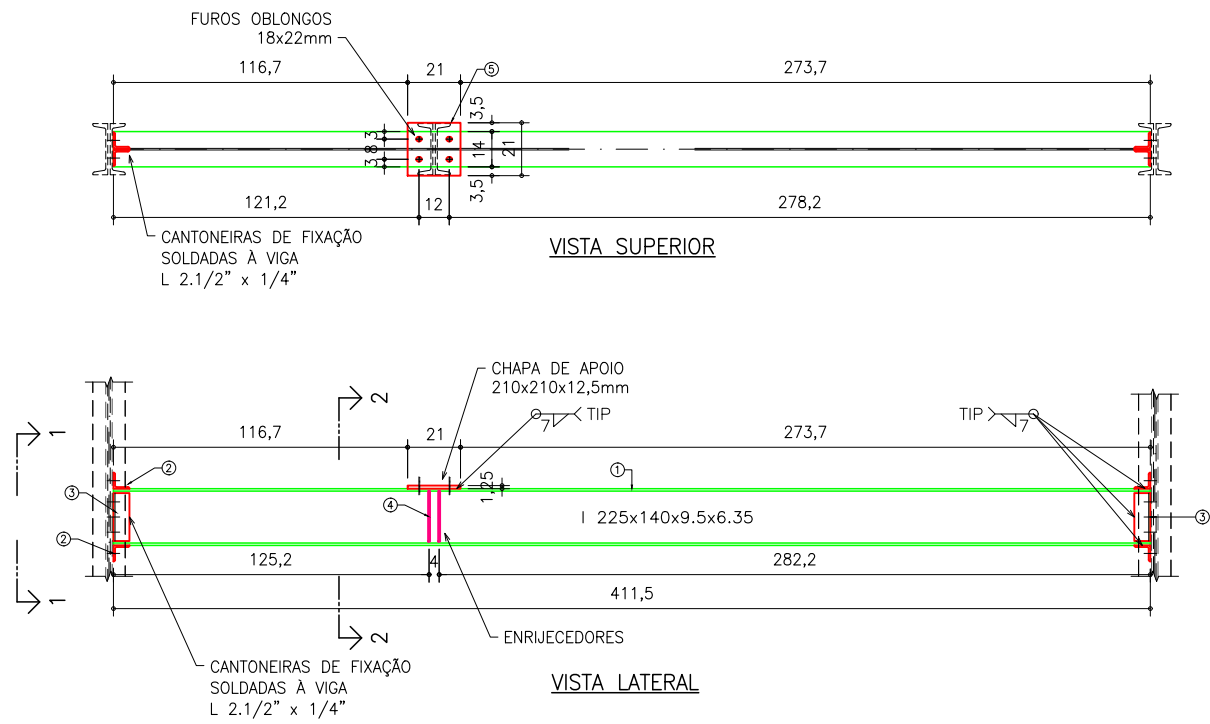 FUROS OBLONGOS
18x22mm
116,7
21
273,7
5
3,5
3
8
3
14
21
3,5
121,2
12
278,2
CANTONEIRAS DE FIXAÇÃO
SOLDADAS À VIGA
L 2.1/2" x 1/4"
VISTA SUPERIOR
CHAPA DE APOIO
210x210x12,5mm
2
7
TIP
TIP
7
1
116,7
21
273,7
2
1
1,25
3
4
I 225x140x9.5x6.35
3
2
125,2
4
282,2
411,5
1
2
ENRIJECEDORES
CANTONEIRAS DE FIXAÇÃO
SOLDADAS À VIGA
L 2.1/2" x 1/4"
VISTA LATERAL